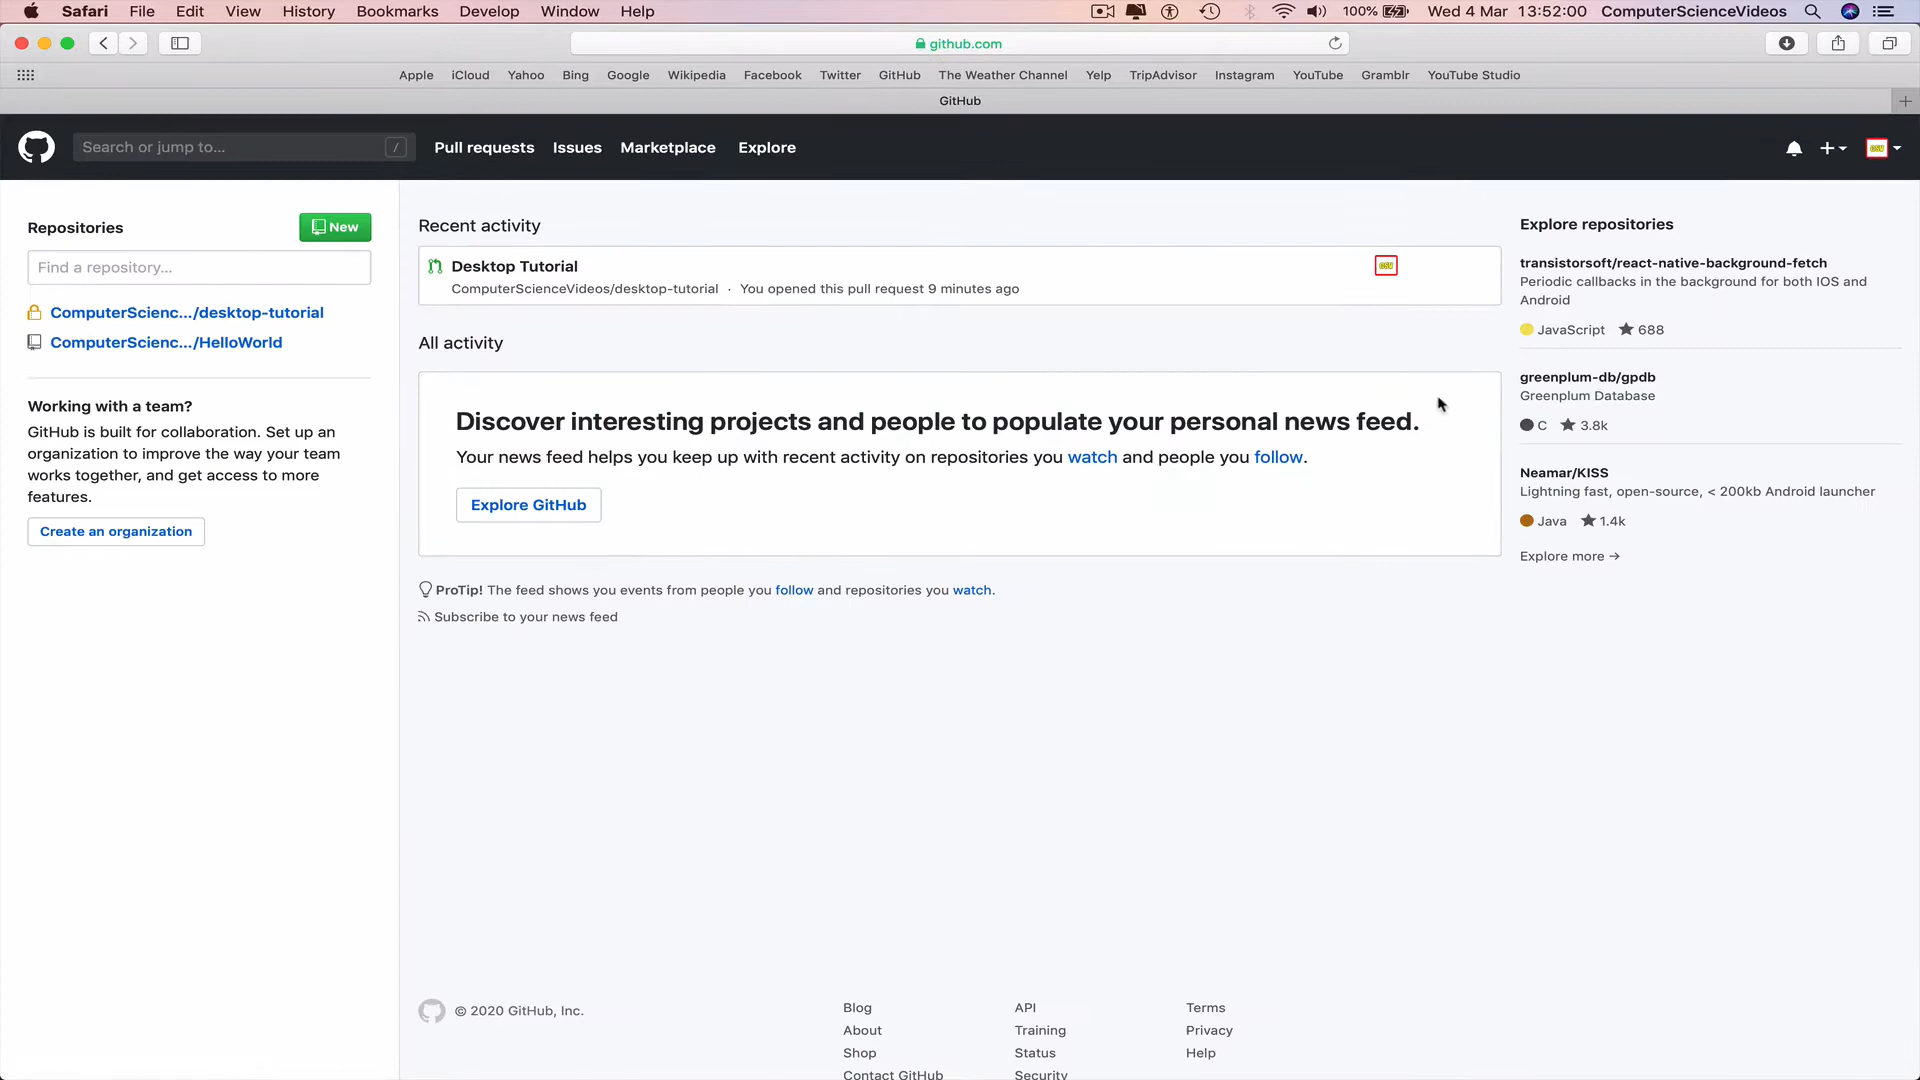 Safari File Edit View History Bookmarks Develop Window Help 100% Wed 4 Mar 13:52:00 ComputerScienceVideos
github.com
Apple iCloud Yahoo Bing Google Wikipedia Facebook Twitter GitHub The Weather Channel Yelp TripAdvisor Instagram YouTube Gramblr YouTube Studio
GitHub
Search or jump to... / Pull requests Issues Marketplace Explore
Repositories New
Find a repository...
ComputerScienc.../desktop-tutorial
ComputerScienc.../HelloWorld
Working with a team?
GitHub is built for collaboration. Set up an
organization to improve the way your team
works together, and get access to more
features.
Create an organization
Recent activity
Desktop Tutorial
ComputerScienceVideos/desktop-tutorial · You opened this pull request 9 minutes ago
All activity
Discover interesting projects and people to populate your personal news feed.
Your news feed helps you keep up with recent activity on repositories you watch and people you follow.
Explore GitHub
ProTip! The feed shows you events from people you follow and repositories you watch.
Subscribe to your news feed
Explore repositories
transistorsoft/react-native-background-fetch
Periodic callbacks in the background for both IOS and
Android
JavaScript 688
greenplum-db/gpdb
Greenplum Database
C 3.8k
Neamar/KISS
Lightning fast, open-source, < 200kb Android launcher
Java 1.4k
Explore more →
© 2020 GitHub, Inc.
Blog API Terms
About Training Privacy
Shop Status Help
Contact GitHub Security